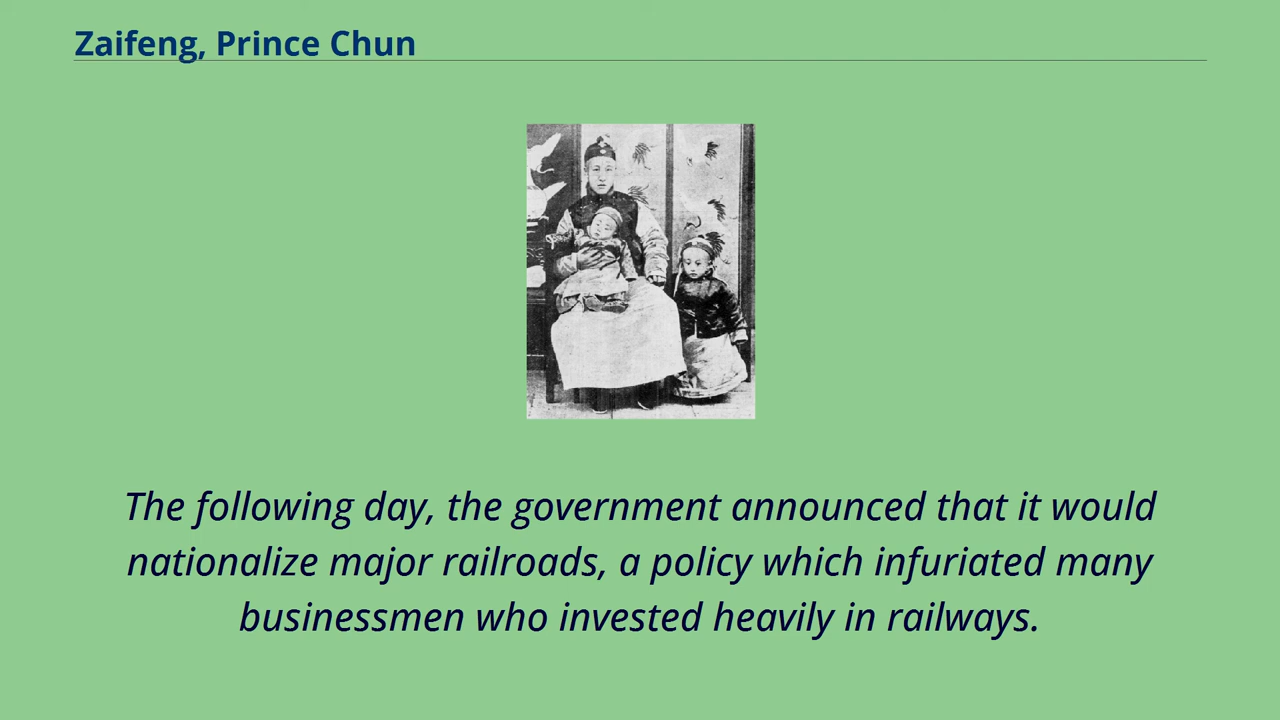 Zaifeng, Prince Chun
The following day, the government announced that it would
nationalize major railroads, a policy which infuriated many
businessmen who invested heavily in railways.